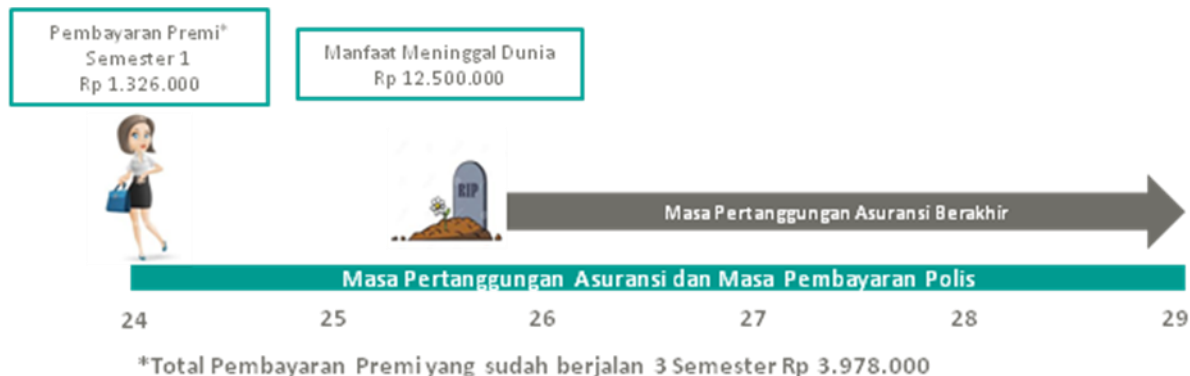 Pembayaran Premi*
Semester 1
Rp 1.326.000
Manfaat Meninggal Dunia
Rp 12.500.000
RIP
Masa Pertanggungan Asuransi Berakhir
Masa Pertanggungan Asuransi dan Masa Pembayaran Polis
24 25 26 27 28 29
*Total Pembayaran Premi yang sudah berjalan 3 Semester Rp 3.978.000